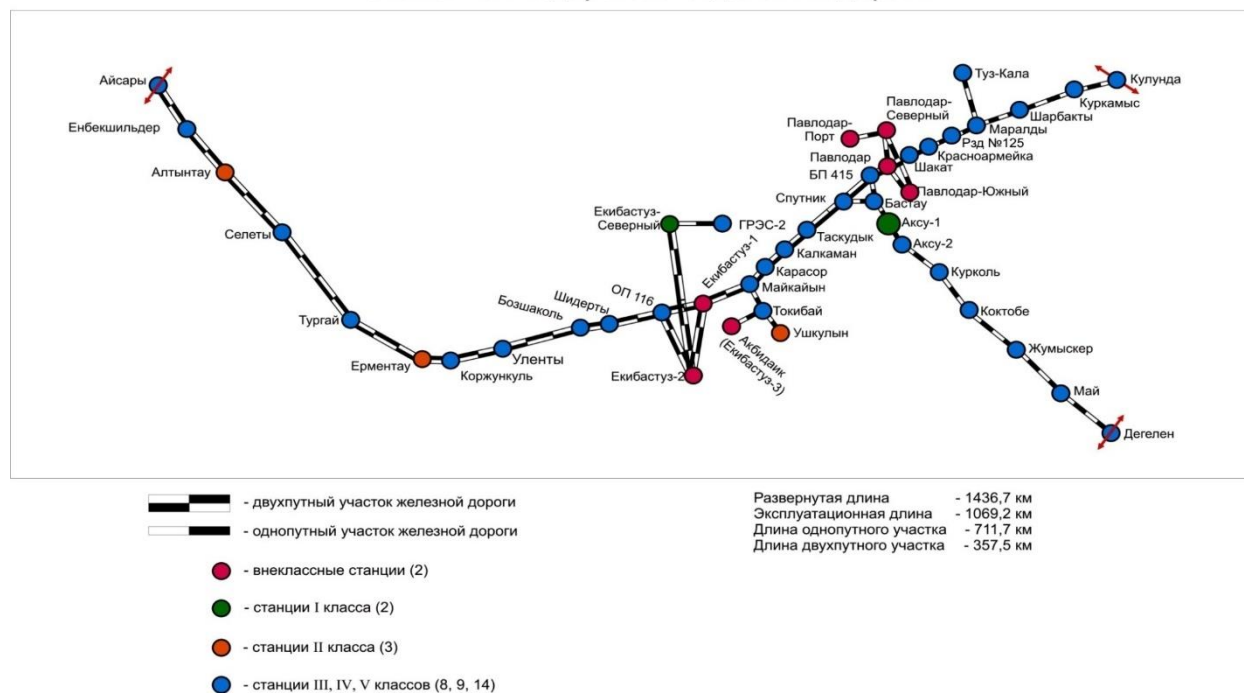 Айсары
Енбекшильдер
Алтынтау
Селеты
Тургай
Ерментау
Коржункуль
Уленты
Бозшаколь
Шидерты
ОП 116
Екибастуз-
Северный
ГРЭС-2
Екибастуз-1
Екибастуз-2
Майкайын
Токибай
Ушкулын
Акбидаик
(Екибастуз-3)
Карасор
Калкаман
Таскудык
Спутник
БП 415
Павлодар
Павлодар-
Порт
Павлодар-
Северный
Павлодар-Южный
Бастау
Аксу-1
Аксу-2
Курколь
Коктобе
Жумыскер
Май
Дегелен
Шакат
Красноармейка
Рзд №125
Маралды
Туз-Кала
Шарбакты
Куркамыс
Кулунда
- двухпутный участок железной дороги
- однопутный участок железной дороги
- внеклассные станции (2)
- станции I класса (2)
- станции II класса (3)
- станции III, IV, V классов (8, 9, 14)
Развернутая длина - 1436,7 км
Эксплуатационная длина - 1069,2 км
Длина однопутного участка - 711,7 км
Длина двухпутного участка - 357,5 км